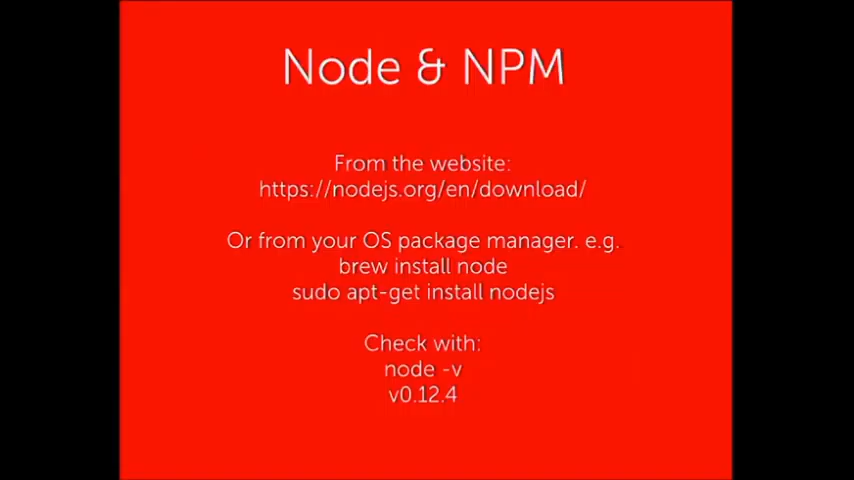 Node & NPM
From the website:
https://nodejs.org/en/download/
Or from your OS package manager. e.g.
brew install node
sudo apt-get install nodejs
Check with:
node -v
v0.12.4